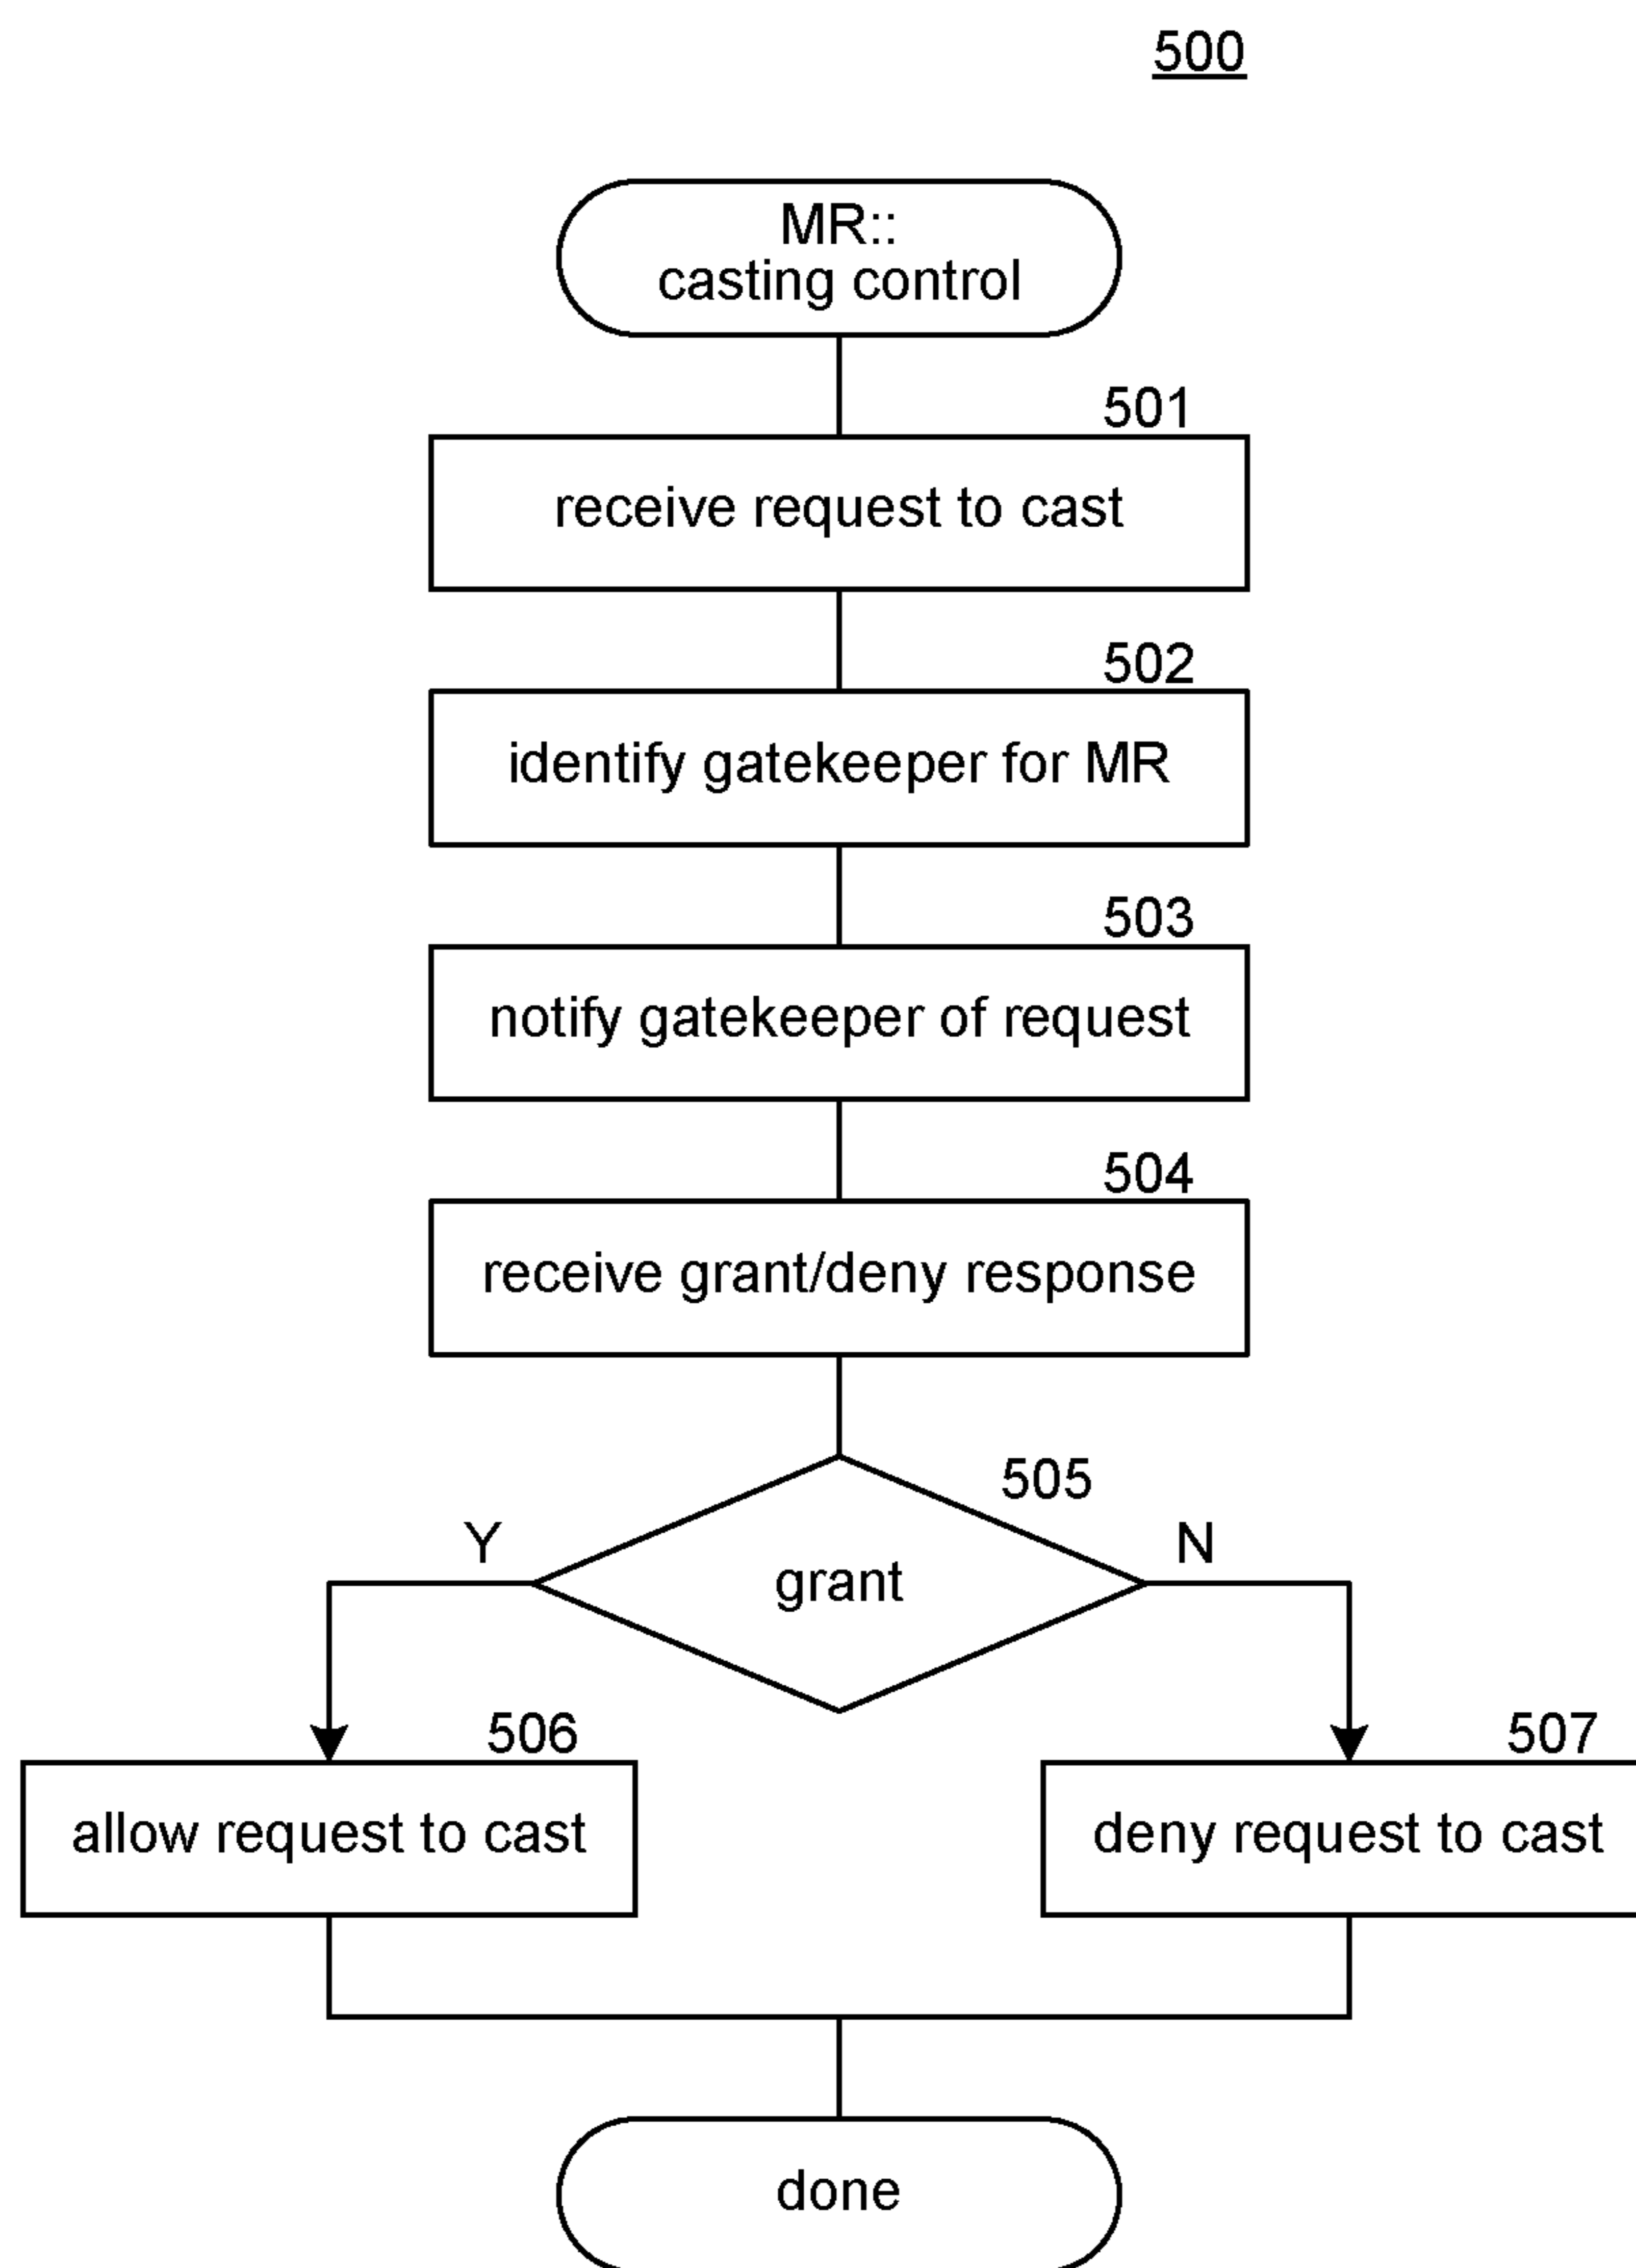 500
MR::
casting control
501
receive request to cast
502
identify gatekeeper for MR
503
notify gatekeeper of request
504
receive grant/deny response
505
Y
N
grant
506
507
allow request to cast
deny request to cast
done